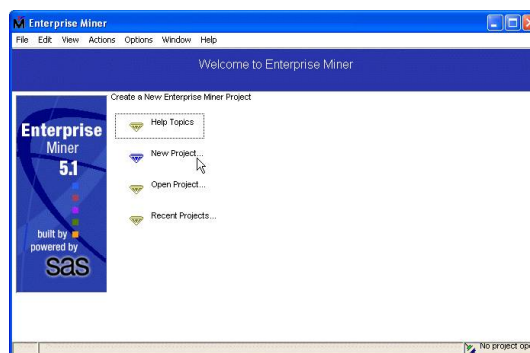 Enterprise Miner
File Edit View Actions Options Window Help
Welcome to Enterprise Miner
Create a New Enterprise Miner Project
Help Topics
New Project...
Open Project...
Recent Projects...
Enterprise
Miner
5.1
built by
powered by
sas
No project ope